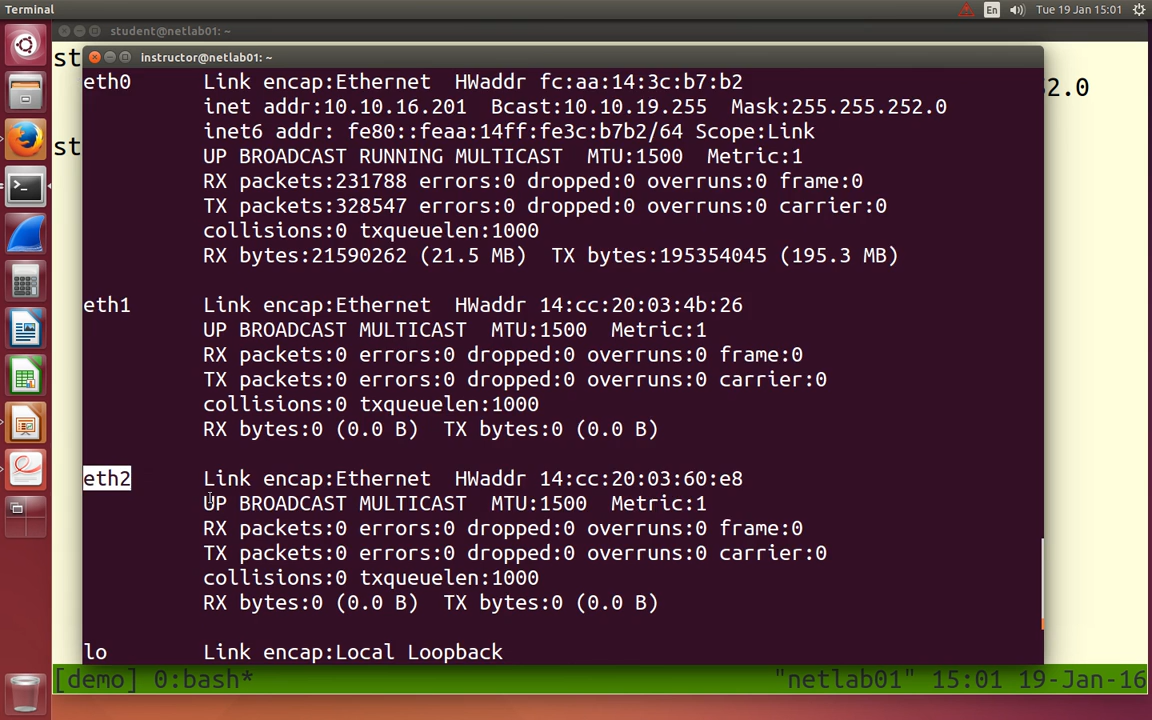 Terminal
En
Tue 19 Jan 15:01
student@netlab01: ~
st
instructor@netlab01: ~
eth0 Link encap:Ethernet HWaddr fc:aa:14:3c:b7:b2
inet addr:10.10.16.201 Bcast:10.10.19.255 Mask:255.255.252.0
2.0
inet6 addr: fe80::feaa:14ff:fe3c:b7b2/64 Scope:Link
st
UP BROADCAST RUNNING MULTICAST MTU:1500 Metric:1
RX packets:231788 errors:0 dropped:0 overruns:0 frame:0
TX packets:328547 errors:0 dropped:0 overruns:0 carrier:0
collisions:0 txqueuelen:1000
RX bytes:21590262 (21.5 MB) TX bytes:195354045 (195.3 MB)
eth1 Link encap:Ethernet HWaddr 14:cc:20:03:4b:26
UP BROADCAST MULTICAST MTU:1500 Metric:1
RX packets:0 errors:0 dropped:0 overruns:0 frame:0
TX packets:0 errors:0 dropped:0 overruns:0 carrier:0
collisions:0 txqueuelen:1000
RX bytes:0 (0.0 B) TX bytes:0 (0.0 B)
eth2 Link encap:Ethernet HWaddr 14:cc:20:03:60:e8
UP BROADCAST MULTICAST MTU:1500 Metric:1
RX packets:0 errors:0 dropped:0 overruns:0 frame:0
TX packets:0 errors:0 dropped:0 overruns:0 carrier:0
collisions:0 txqueuelen:1000
RX bytes:0 (0.0 B) TX bytes:0 (0.0 B)
lo Link encap:Local Loopback
[demo] 0:bash* "netlab01" 15:01 19-Jan-16